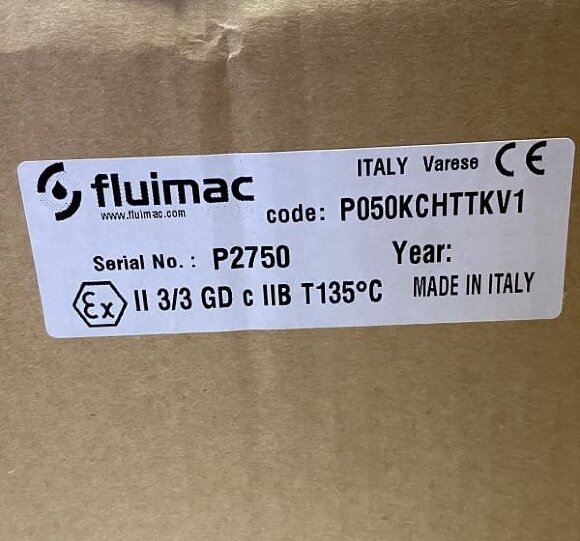 fluimac
www.fluimac.com
ITALY Varese CE
code: P050KCHTTKV1
Serial No. : P2750
Year:
Ex II 3/3 GD c IIB T135°C
MADE IN ITALY